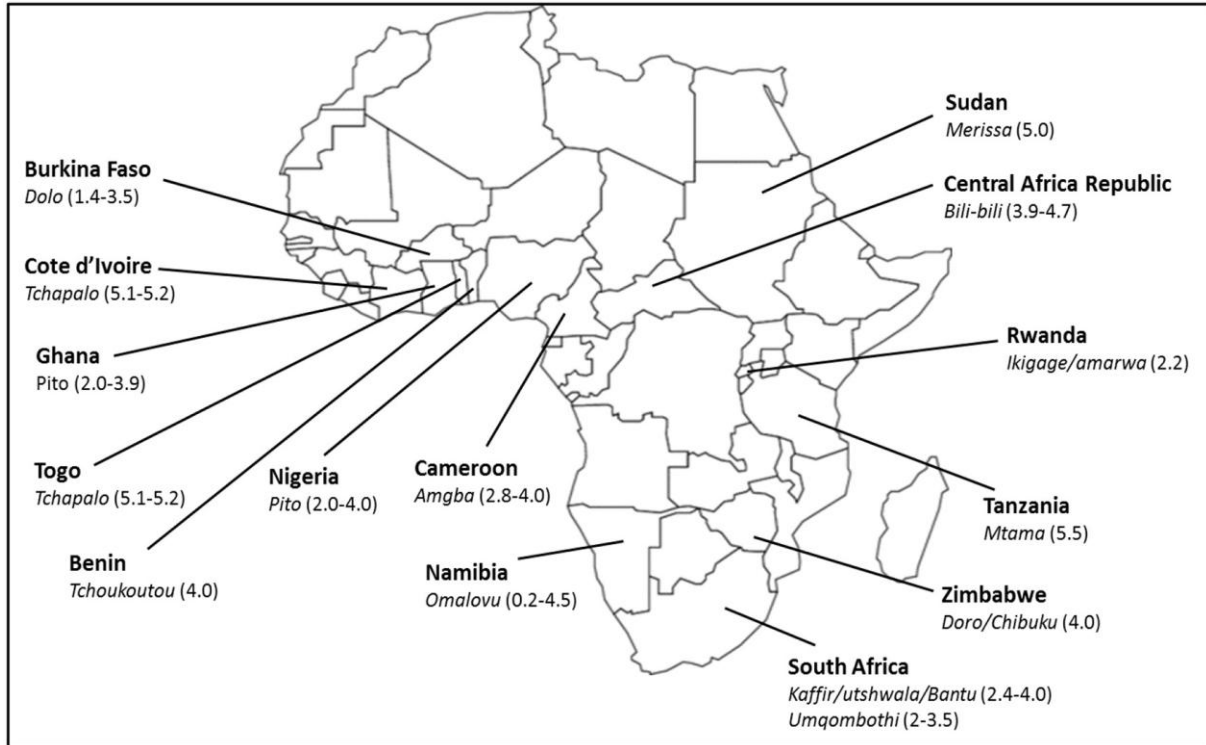 Sudan
Merissa (5.0)
Burkina Faso
Dolo (1.4-3.5)
Central Africa Republic
Bili-bili (3.9-4.7)
Cote d'Ivoire
Tchapalo (5.1-5.2)
Ghana
Pito (2.0-3.9)
Rwanda
Ikigage/amarwa (2.2)
Togo
Tchapalo (5.1-5.2)
Nigeria
Pito (2.0-4.0)
Cameroon
Amgba (2.8-4.0)
Tanzania
Mtama (5.5)
Benin
Tchoukoutou (4.0)
Namibia
Omalovu (0.2-4.5)
Zimbabwe
Doro/Chibuku (4.0)
South Africa
Kaffir/utshwala/Bantu (2.4-4.0)
Umqombothi (2-3.5)